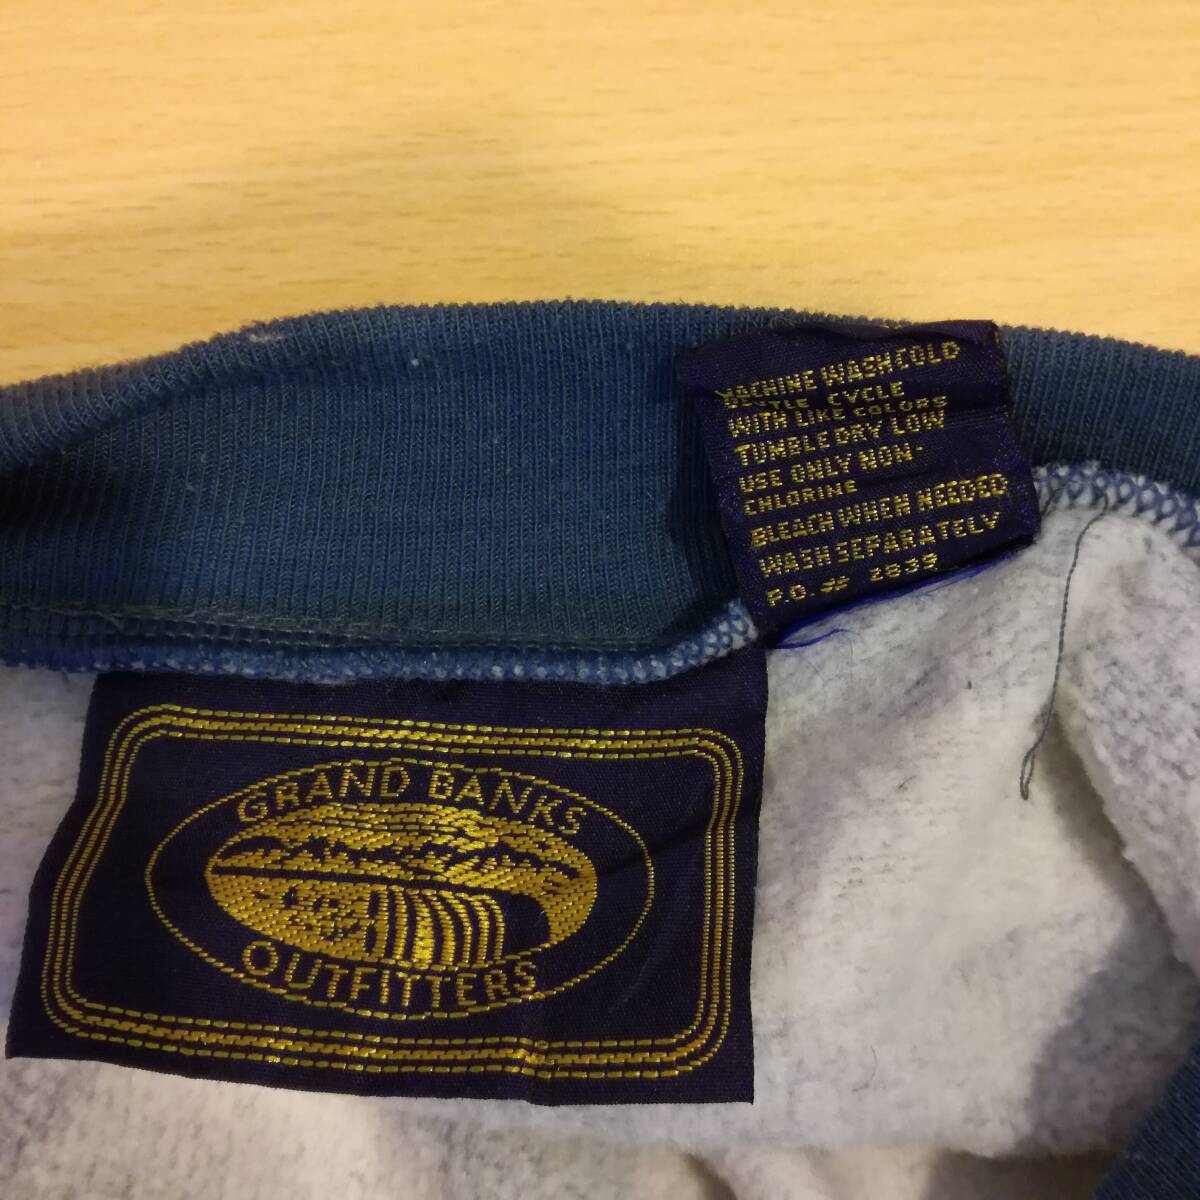 MACHINE WASH COLD
GENTLE CYCLE
WITH LIKE COLORS
TUMBLE DRY LOW
USE ONLY NON-
CHLORINE
BLEACH WHEN NEEDED
WASH SEPARATELY
P.O. # 2839
GRAND BANKS
OUTFITTERS